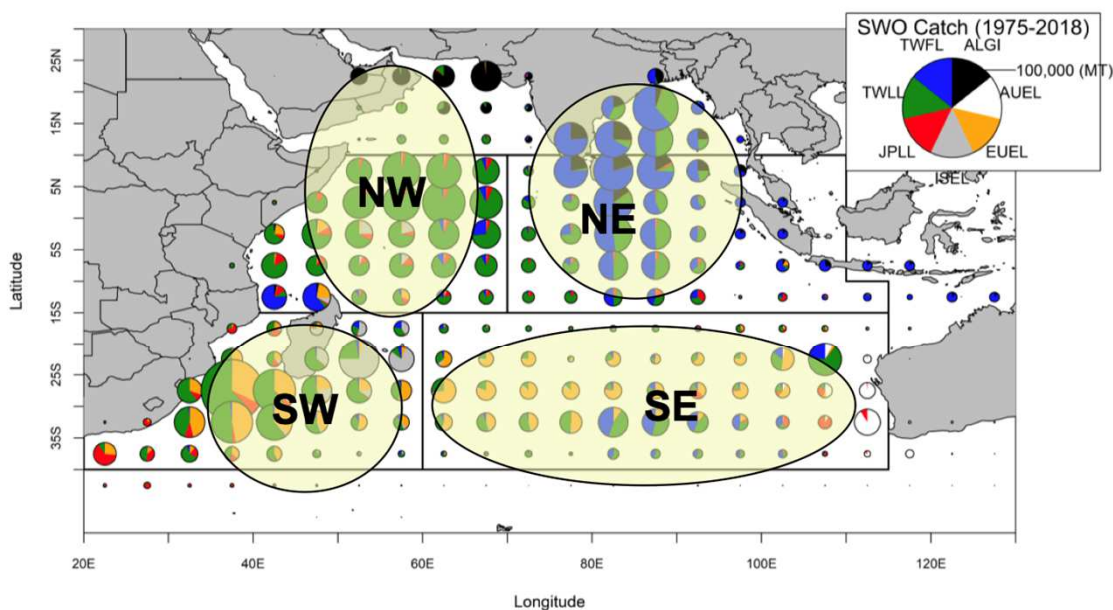 SWO Catch (1975-2018)
TWFL ALGI
100,000 (MT)
TWLL AUEL
JPLL EUEL
ISEL
25N
15N
5N
5S
15S
25S
35S
Latitude
NW
NE
SW
SE
20E 40E 60E 80E 100E 120E
Longitude